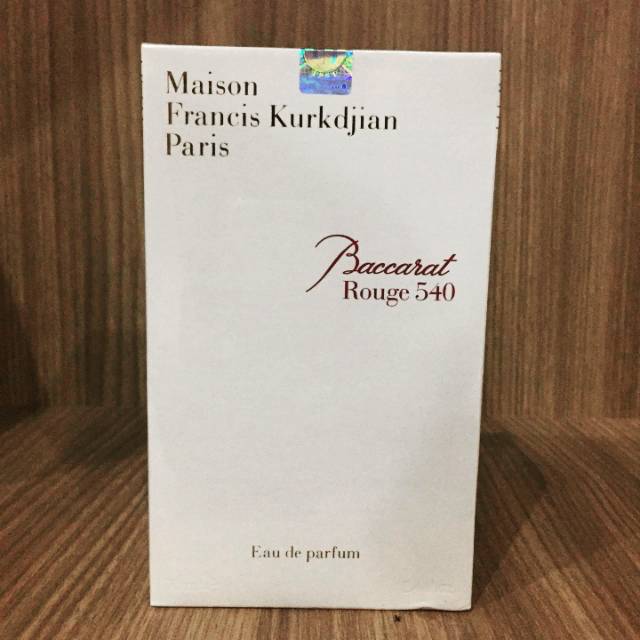 Maison
Francis Kurkdjian
Paris
Baccarat
Rouge 540
Eau de parfum